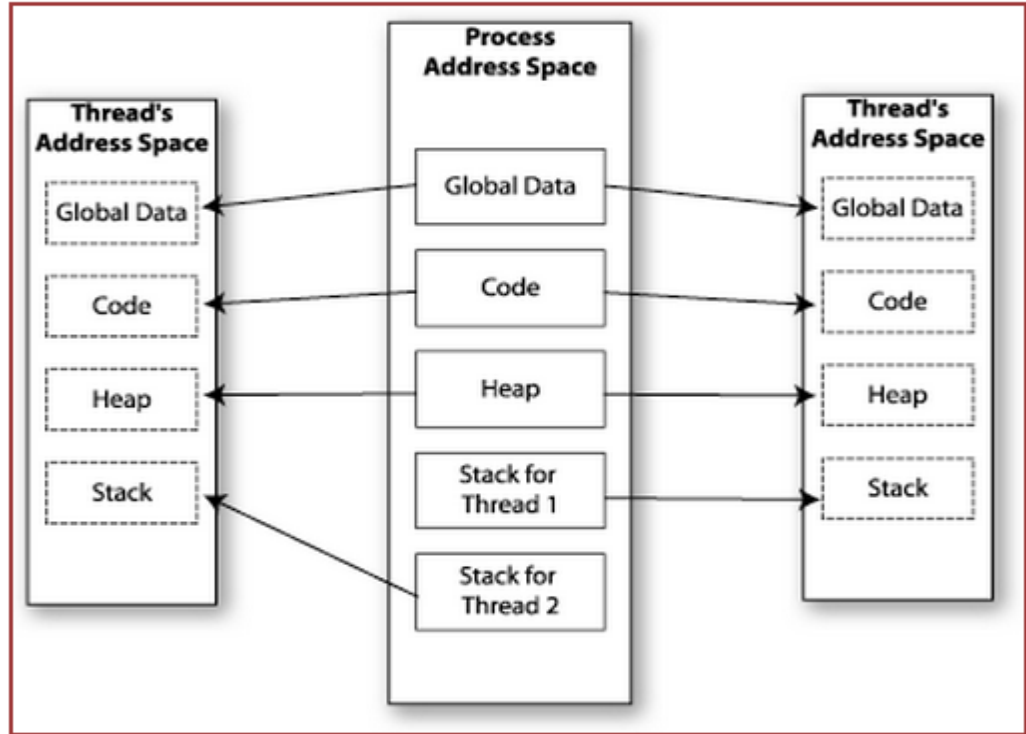 Process
Address Space
Thread's
Address Space
Global Data
Code
Heap
Stack
Global Data
Code
Heap
Stack for
Thread 1
Stack for
Thread 2
Thread's
Address Space
Global Data
Code
Heap
Stack